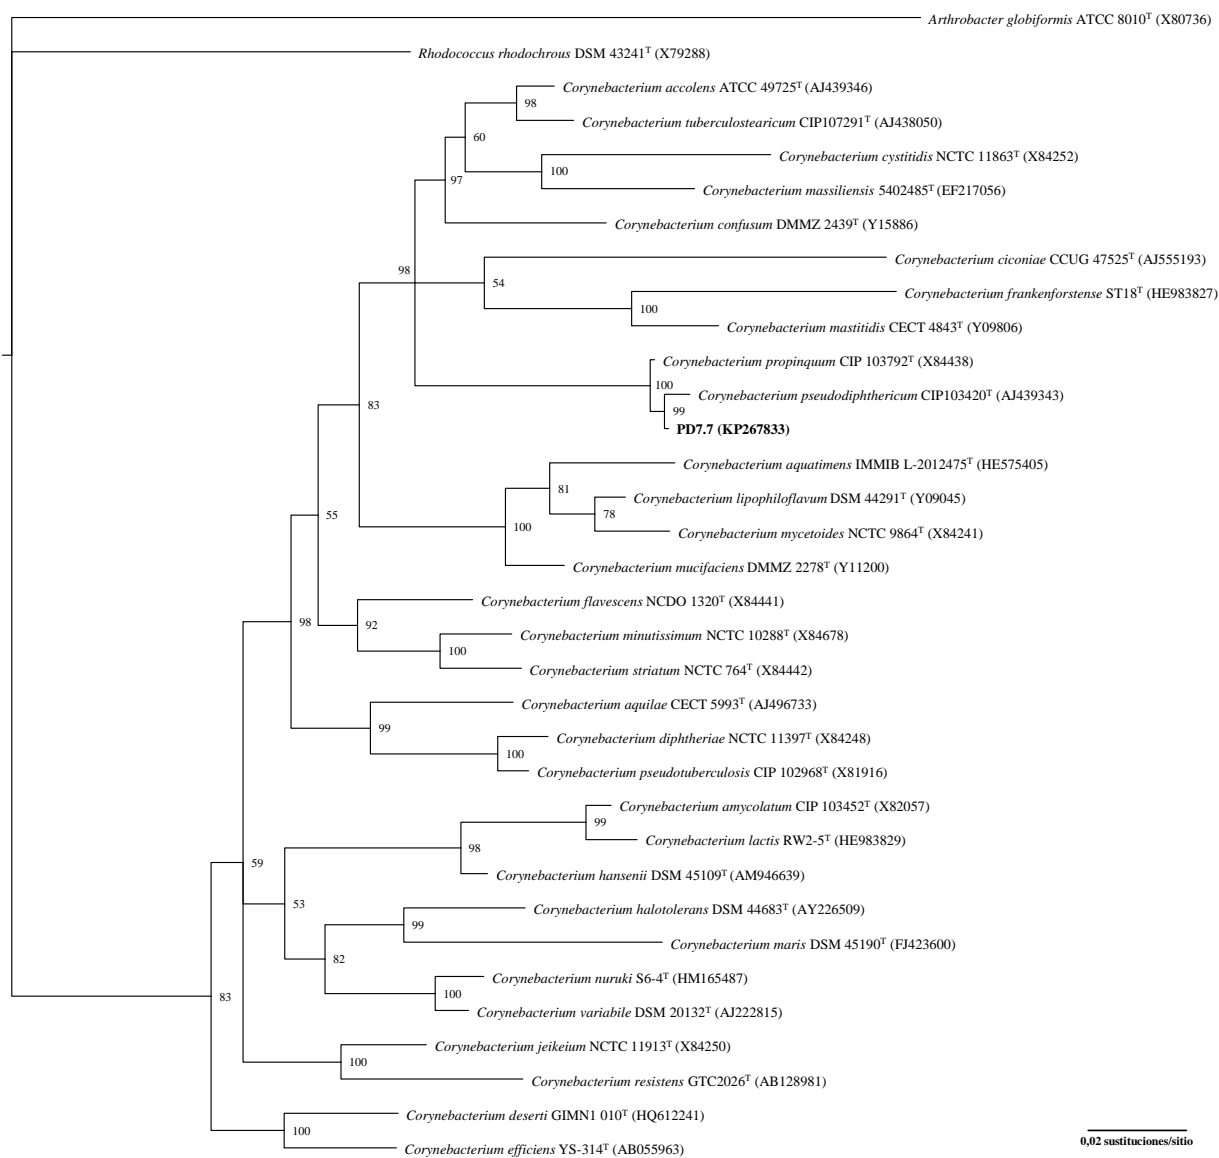 Arthrobacter globiformis ATCC 8010ᵀ (X80736)
Rhodococcus rhodochrous DSM 43241ᵀ (X79288)
Corynebacterium accolens ATCC 49725ᵀ (AJ439346)
98
Corynebacterium tuberculostearicum CIP107291ᵀ (AJ438050)
60
Corynebacterium cystitidis NCTC 11863ᵀ (X84252)
100
97
Corynebacterium massiliensis 5402485ᵀ (EF217056)
Corynebacterium confusum DMMZ 2439ᵀ (Y15886)
Corynebacterium ciconiae CCUG 47525ᵀ (AJ555193)
98
54
Corynebacterium frankenforstense ST18ᵀ (HE983827)
100
Corynebacterium mastitidis CECT 4843ᵀ (Y09806)
Corynebacterium propinquum CIP 103792ᵀ (X84438)
100
Corynebacterium pseudodiphthericum CIP103420ᵀ (AJ439343)
83
99
PD7.7 (KP267833)
Corynebacterium aquatimens IMMIB L-2012475ᵀ (HE575405)
81
Corynebacterium lipophiloflavum DSM 44291ᵀ (Y09045)
78
55
100
Corynebacterium mycetoides NCTC 9864ᵀ (X84241)
Corynebacterium mucifaciens DMMZ 2278ᵀ (Y11200)
Corynebacterium flavescens NCDO 1320ᵀ (X84441)
98
92
Corynebacterium minutissimum NCTC 10288ᵀ (X84678)
100
Corynebacterium striatum NCTC 764ᵀ (X84442)
Corynebacterium aquilae CECT 5993ᵀ (AJ496733)
99
Corynebacterium diphtheriae NCTC 11397ᵀ (X84248)
100
Corynebacterium pseudotuberculosis CIP 102968ᵀ (X81916)
Corynebacterium amycolatum CIP 103452ᵀ (X82057)
99
Corynebacterium lactis RW2-5ᵀ (HE983829)
98
59
Corynebacterium hansenii DSM 45109ᵀ (AM946639)
53
Corynebacterium halotolerans DSM 44683ᵀ (AY226509)
99
Corynebacterium maris DSM 45190ᵀ (FJ423600)
82
Corynebacterium nuruki S6-4ᵀ (HM165487)
83
100
Corynebacterium variabile DSM 20132ᵀ (AJ222815)
Corynebacterium jeikeium NCTC 11913ᵀ (X84250)
100
Corynebacterium resistens GTC2026ᵀ (AB128981)
Corynebacterium deserti GIMN1 010ᵀ (HQ612241)
100
Corynebacterium efficiens YS-314ᵀ (AB055963)
0,02 sustituciones/sitio